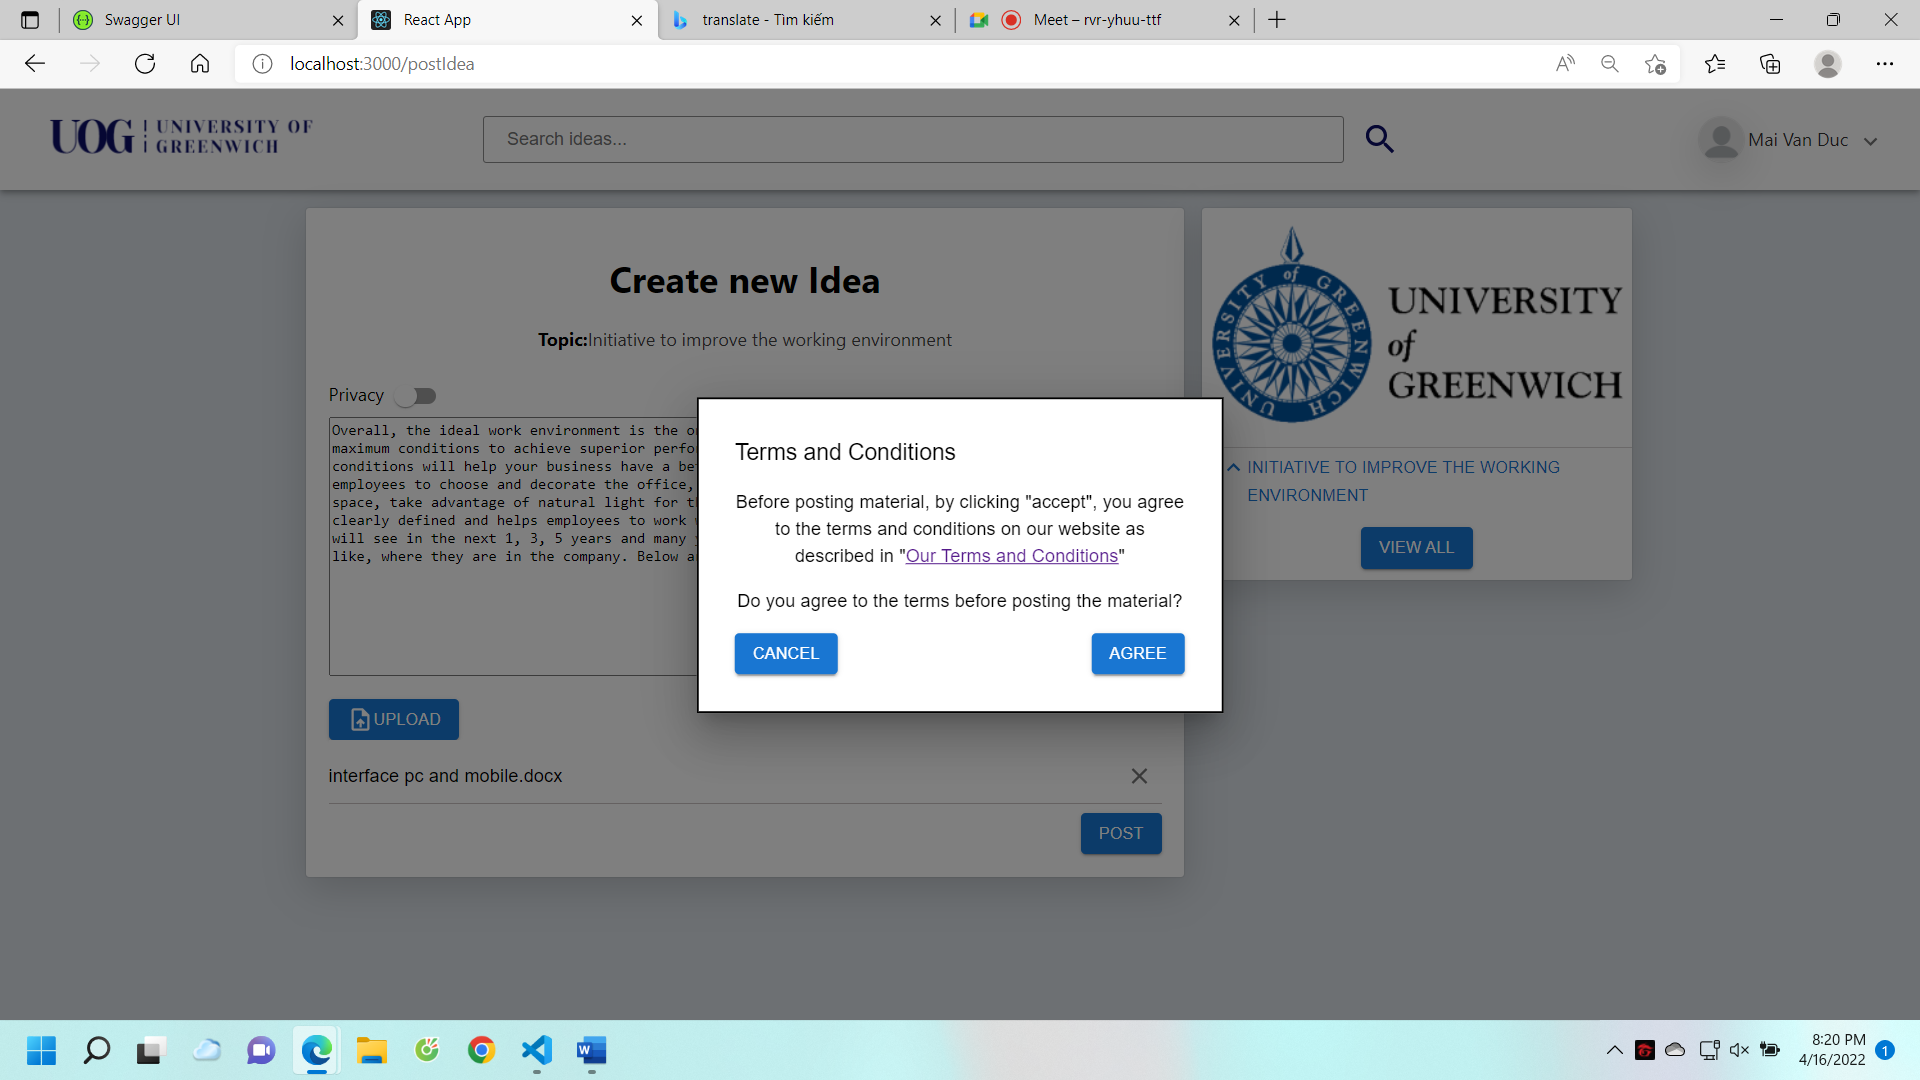 Swagger UI
React App
translate - Tìm kiếm
Meet – rvr-yhuu-ttf
localhost:3000/postIdea
UOG UNIVERSITY OF GREENWICH
Search ideas...
Mai Van Duc
Create new Idea
Topic:Initiative to improve the working environment
Privacy
Overall, the ideal work environment is the
maximum conditions to achieve superior
conditions will help your business have a
employees to choose and decorate the office,
space, take advantage of natural light for
clearly defined and helps employees to work
will see in the next 1, 3, 5 years and many
like, where they are in the company. Below
UPLOAD
interface pc and mobile.docx
POST
Terms and Conditions
Before posting material, by clicking "accept", you agree
to the terms and conditions on our website as
described in "Our Terms and Conditions"
Do you agree to the terms before posting the material?
CANCEL
AGREE
UNIVERSITY of GREENWICH
UNIVERSITY
of
GREENWICH
INITIATIVE TO IMPROVE THE WORKING
ENVIRONMENT
VIEW ALL
8:20 PM
4/16/2022
1